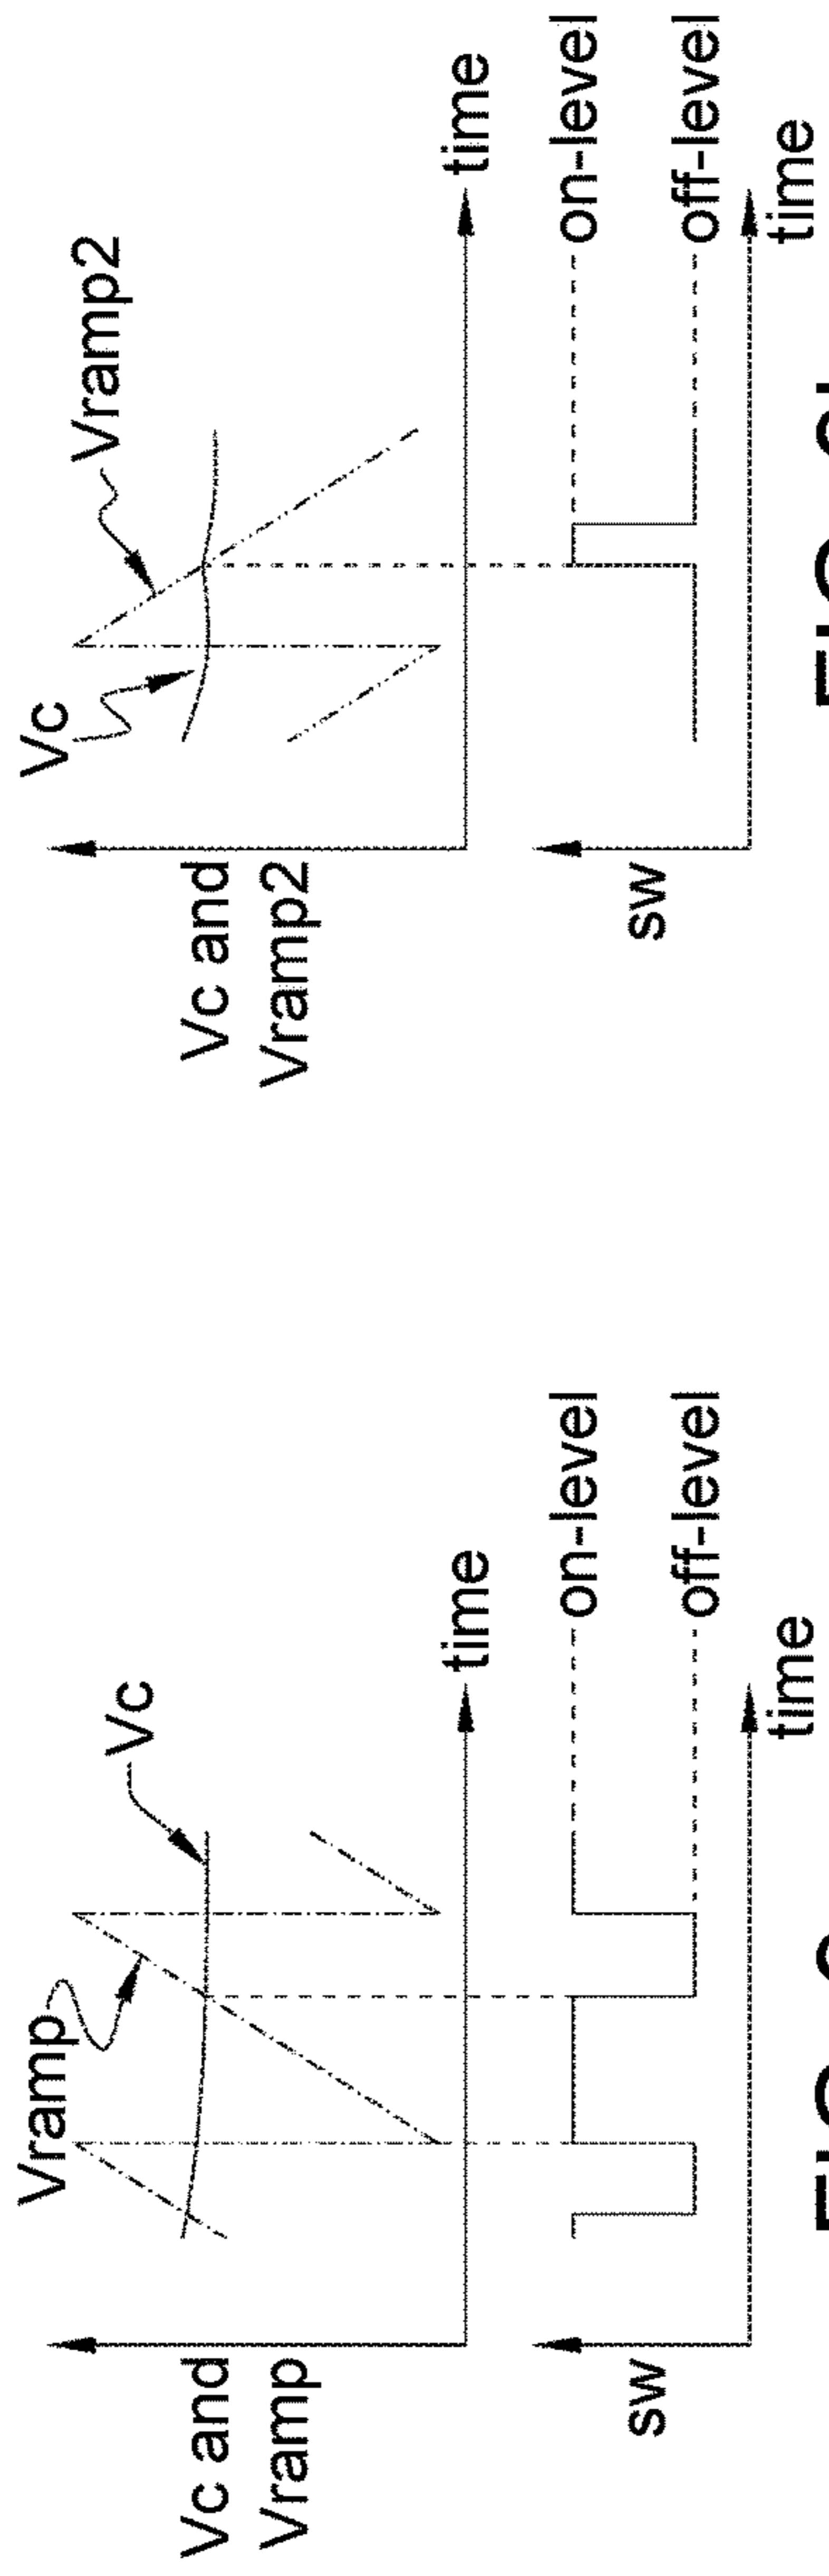 Vc and
Vramp
Vramp
Vc
time
on-level
off-level
sw
time
Vc and
Vramp2
Vc
Vramp2
time
on-level
off-level
sw
time